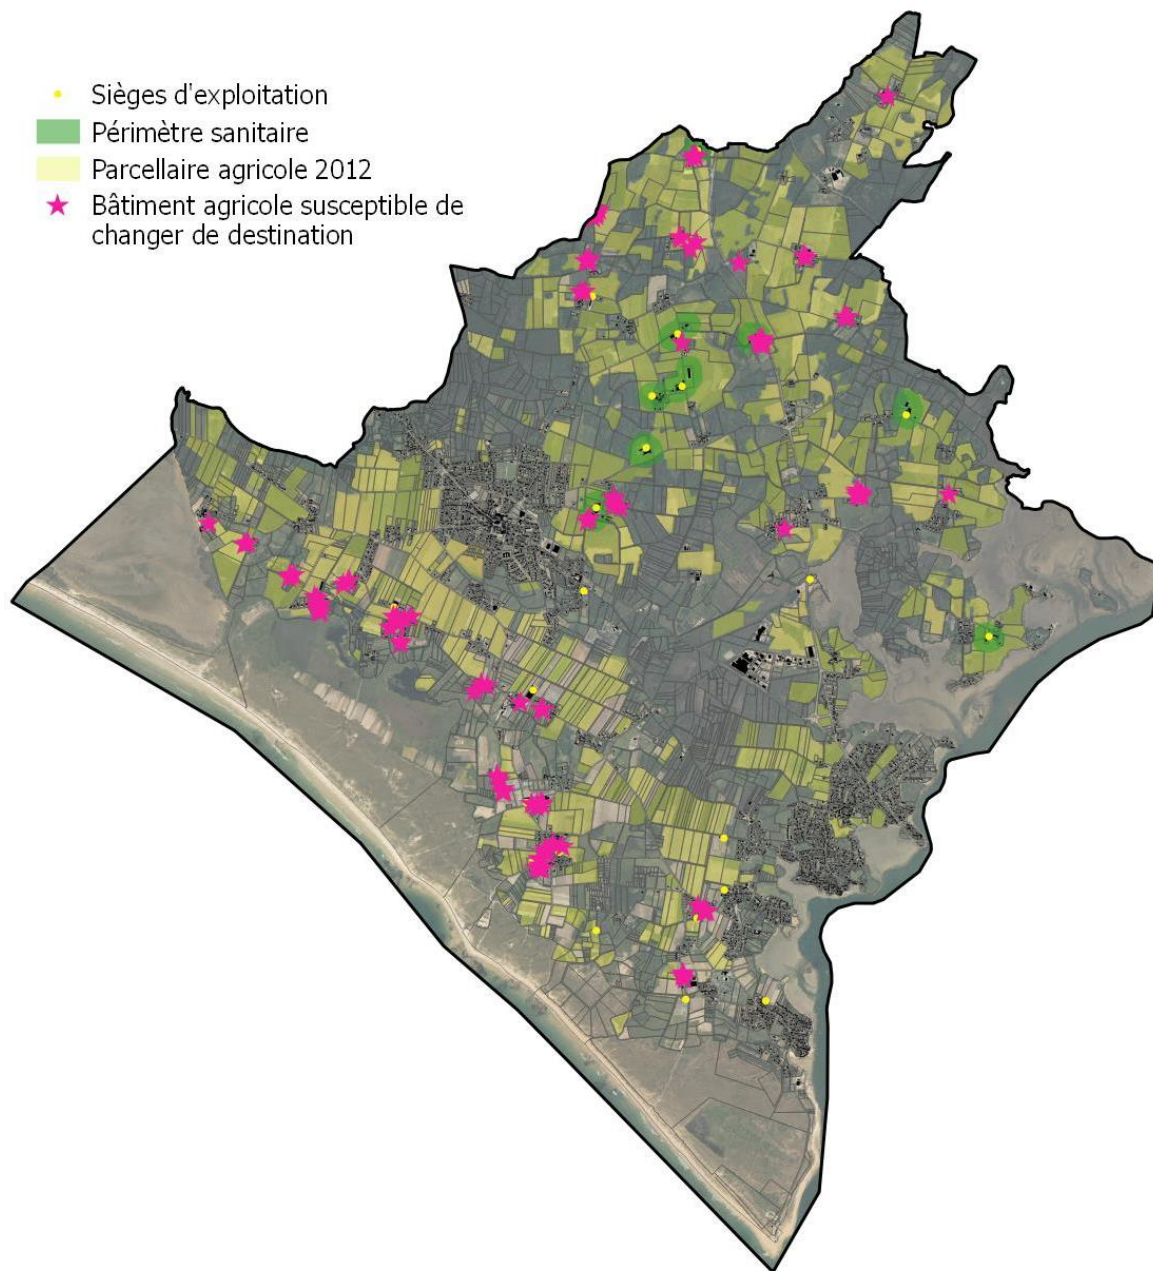 Sièges d'exploitation
Périmètre sanitaire
Parcellaire agricole 2012
Bâtiment agricole susceptible de
changer de destination